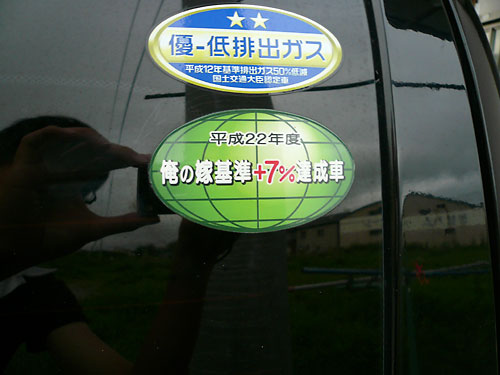 ★★
優-低排出ガス
平成12年基準排出ガス50%低減
国土交通大臣認定車
平成22年度
俺の嫁基準+7%達成車